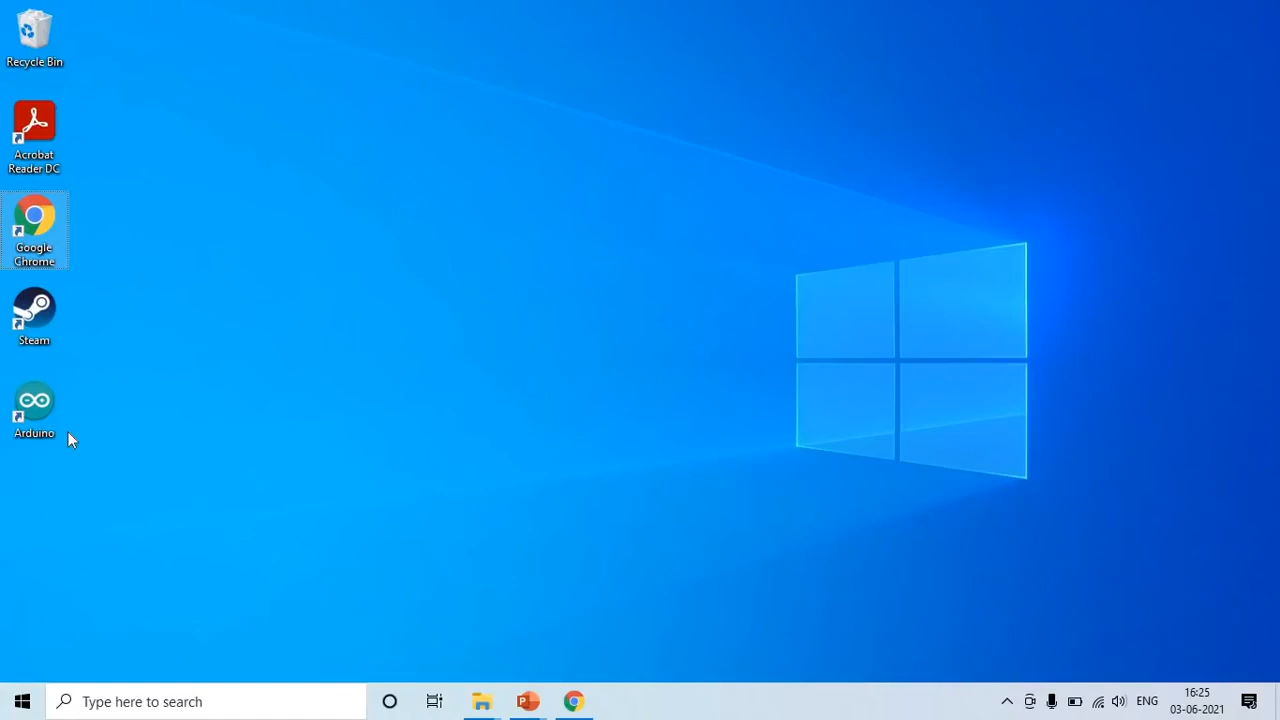 Recycle Bin
Acrobat
Reader DC
Google
Chrome
Steam
Arduino
Type here to search
P
ENG
16:25
03-06-2021